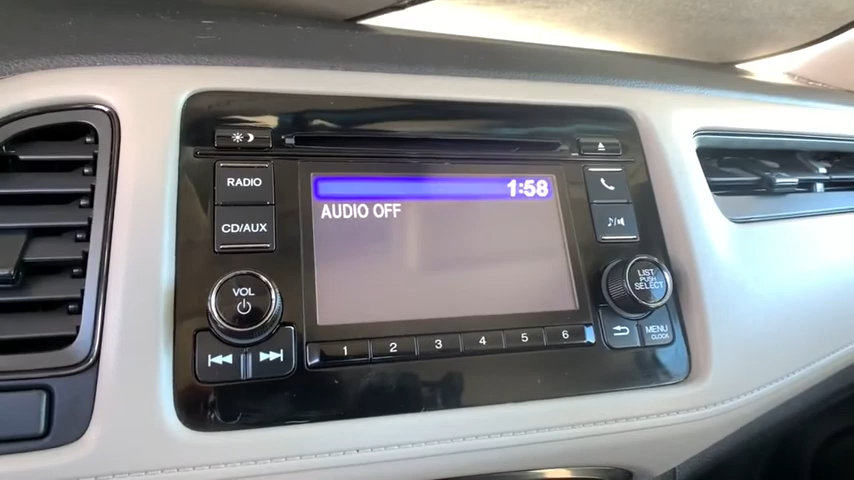 RADIO
CD/AUX
VOL
1:58
AUDIO OFF
1 2 3 4 5 6
LIST
PUSH
SELECT
MENU
CLOCK